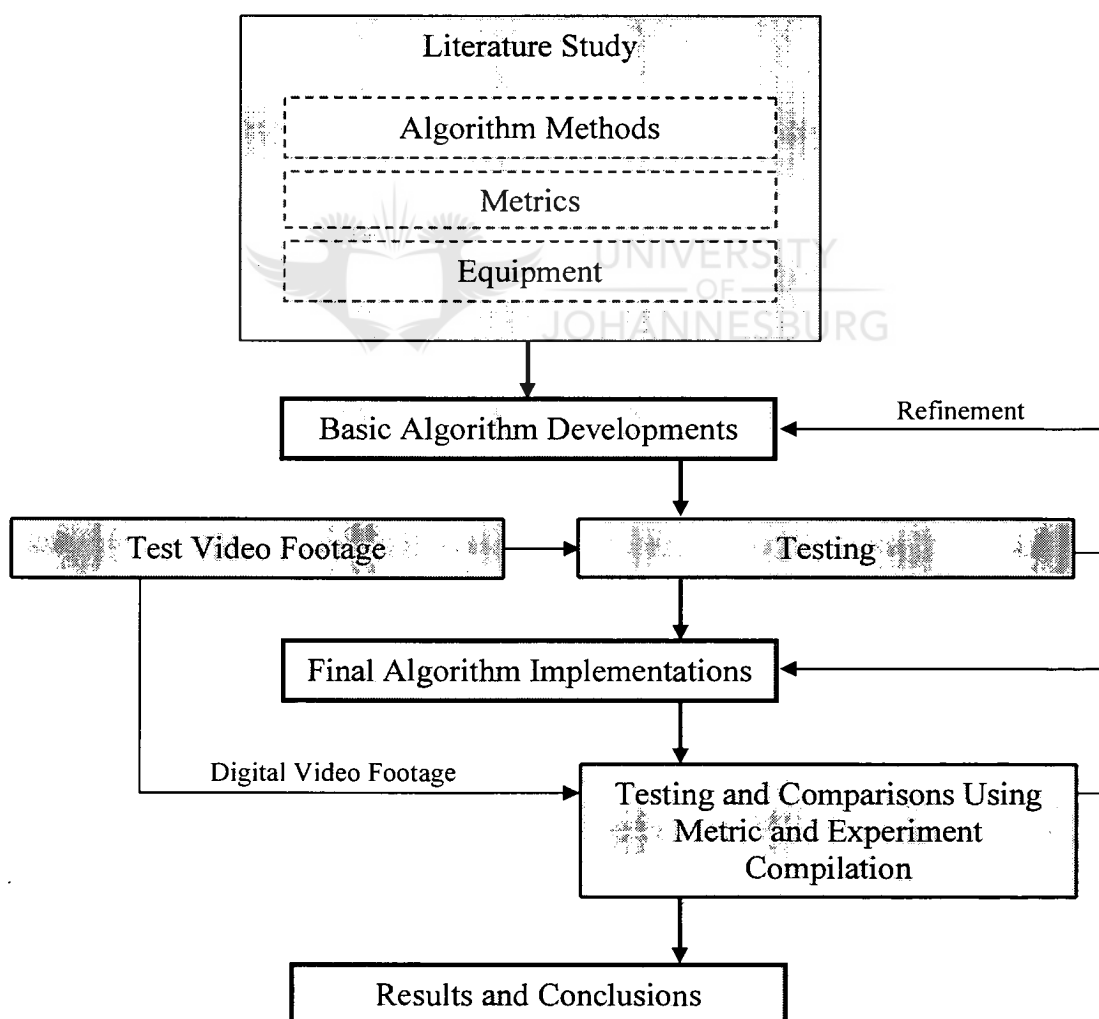 Literature Study
Algorithm Methods
Metrics
Equipment
UNIVERSITY
OF
JOHANNESBURG
Basic Algorithm Developments
Refinement
Test Video Footage
Testing
Final Algorithm Implementations
Digital Video Footage
Testing and Comparisons Using
Metric and Experiment
Compilation
Results and Conclusions